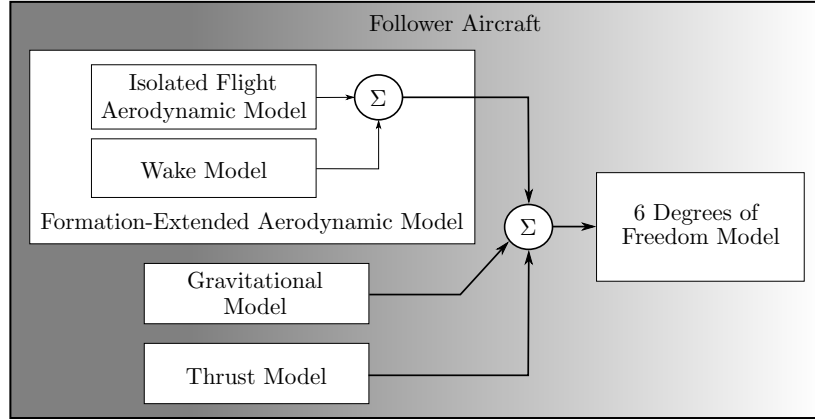 Follower Aircraft
Isolated Flight
Aerodynamic Model
Σ
Wake Model
Formation-Extended Aerodynamic Model
Σ
6 Degrees of
Freedom Model
Gravitational
Model
Thrust Model